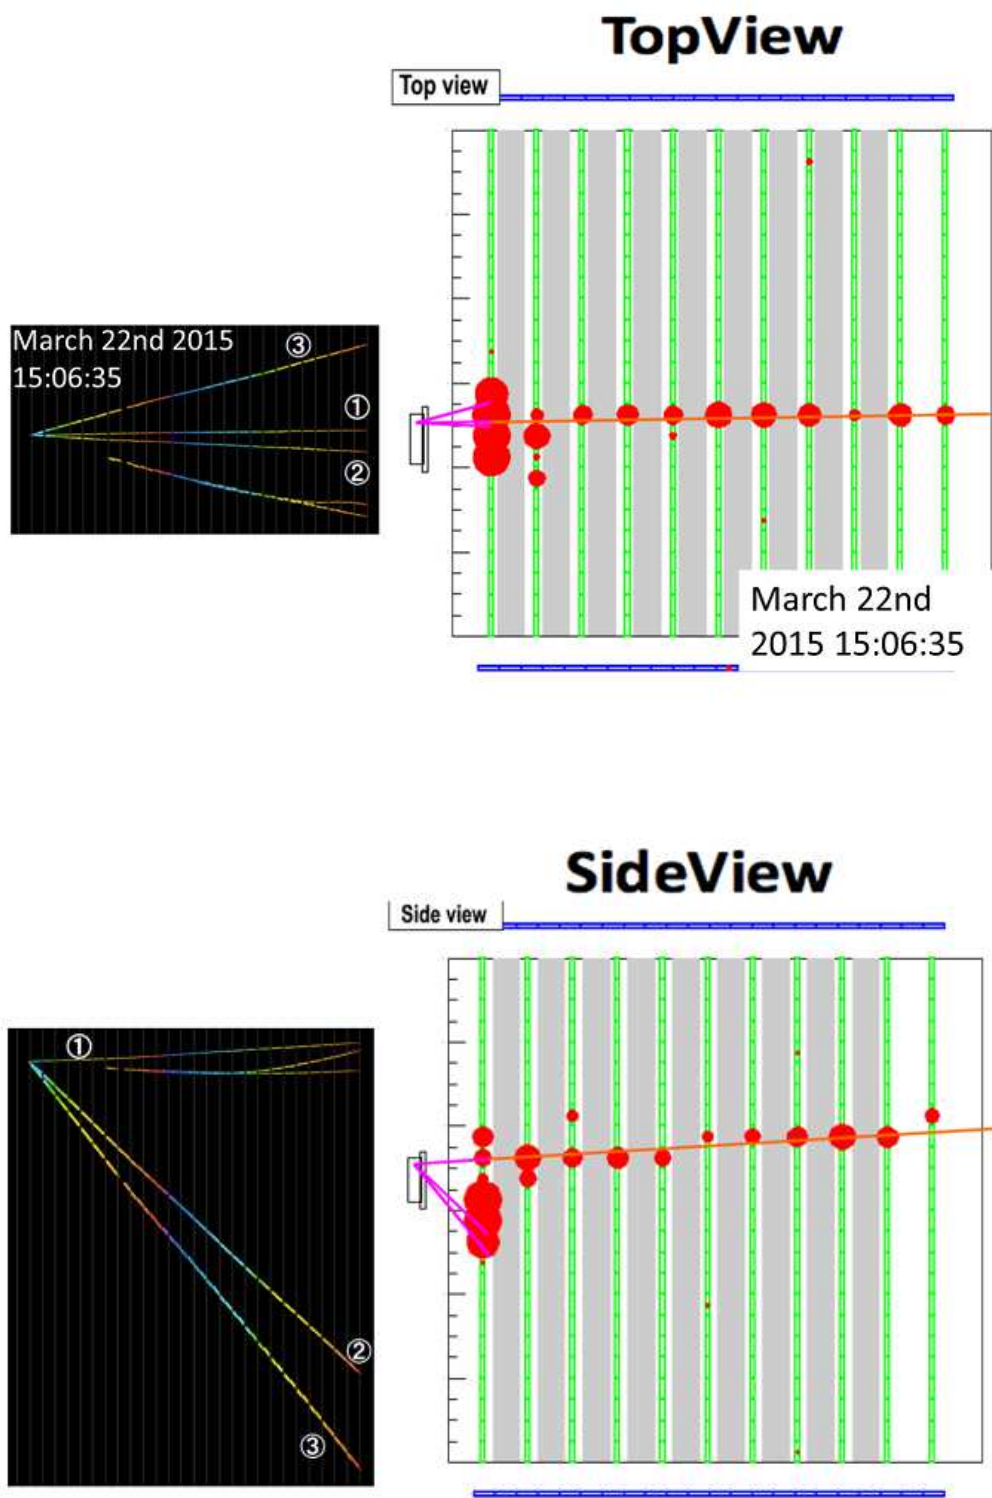 TopView
Top view
March 22nd 2015
15:06:35
③
①
②
March 22nd
2015 15:06:35
SideView
Side view
①
②
③